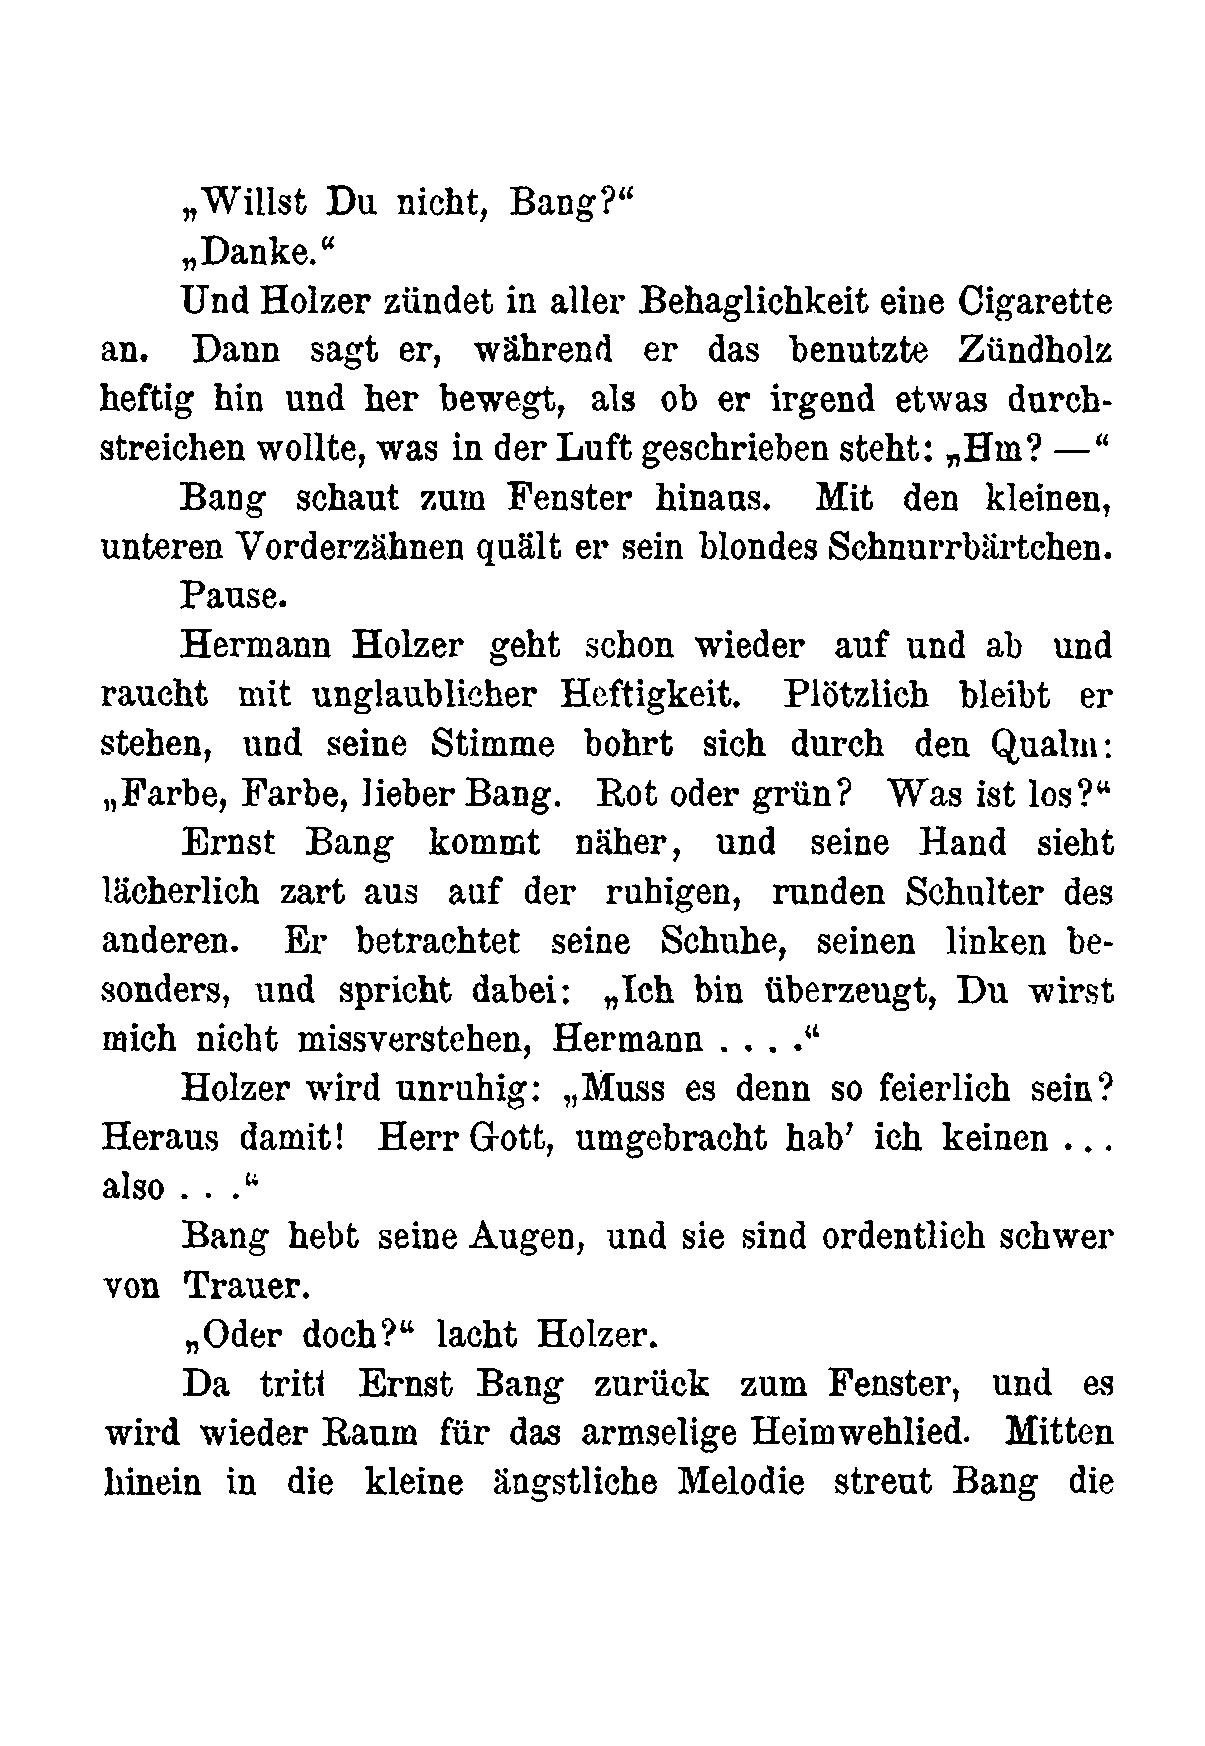 „Willst Du nicht, Bang?“
„Danke.“
Und Holzer zündet in aller Behaglichkeit eine Cigarette
an. Dann sagt er, während er das benutzte Zündholz
heftig hin und her bewegt, als ob er irgend etwas durch-
streichen wollte, was in der Luft geschrieben steht: „Hm? —“
Bang schaut zum Fenster hinaus. Mit den kleinen,
unteren Vorderzähnen quält er sein blondes Schnurrbärtchen.
Pause.
Hermann Holzer geht schon wieder auf und ab und
raucht mit unglaublicher Heftigkeit. Plötzlich bleibt er
stehen, und seine Stimme bohrt sich durch den Qualm:
„Farbe, Farbe, lieber Bang. Rot oder grün? Was ist los?“
Ernst Bang kommt näher, und seine Hand sieht
lächerlich zart aus auf der ruhigen, runden Schulter des
anderen. Er betrachtet seine Schuhe, seinen linken be-
sonders, und spricht dabei: „Ich bin überzeugt, Du wirst
mich nicht missverstehen, Hermann . . . .“
Holzer wird unruhig: „Muss es denn so feierlich sein?
Heraus damit! Herr Gott, umgebracht hab’ ich keinen . . .
also . . .“
Bang hebt seine Augen, und sie sind ordentlich schwer
von Trauer.
„Oder doch?“ lacht Holzer.
Da tritt Ernst Bang zurück zum Fenster, und es
wird wieder Raum für das armselige Heimwehlied. Mitten
hinein in die kleine ängstliche Melodie streut Bang die